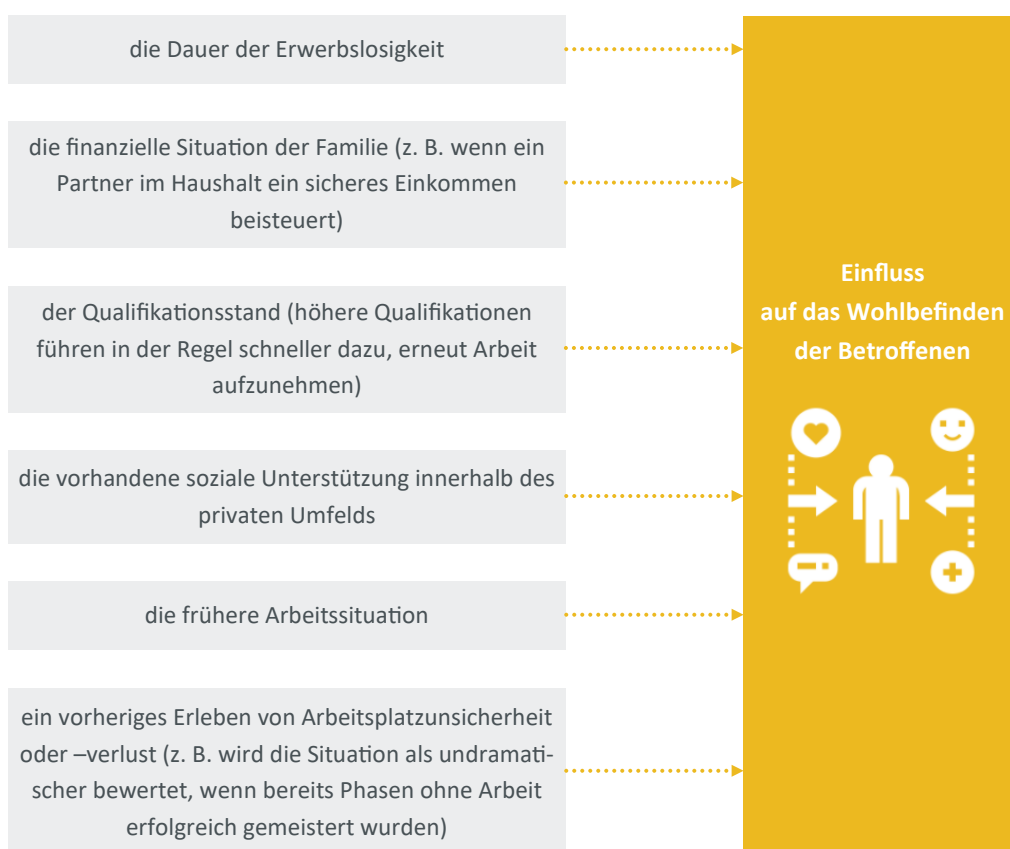 die Dauer der Erwerbslosigkeit
die finanzielle Situation der Familie (z. B. wenn ein
Partner im Haushalt ein sicheres Einkommen
beisteuert)
der Qualifikationsstand (höhere Qualifikationen
führen in der Regel schneller dazu, erneut Arbeit
aufzunehmen)
die vorhandene soziale Unterstützung innerhalb des
privaten Umfelds
die frühere Arbeitssituation
ein vorheriges Erleben von Arbeitsplatzunsicherheit
oder –verlust (z. B. wird die Situation als undramati-
scher bewertet, wenn bereits Phasen ohne Arbeit
erfolgreich gemeistert wurden)
Einfluss
auf das Wohlbefinden
der Betroffenen